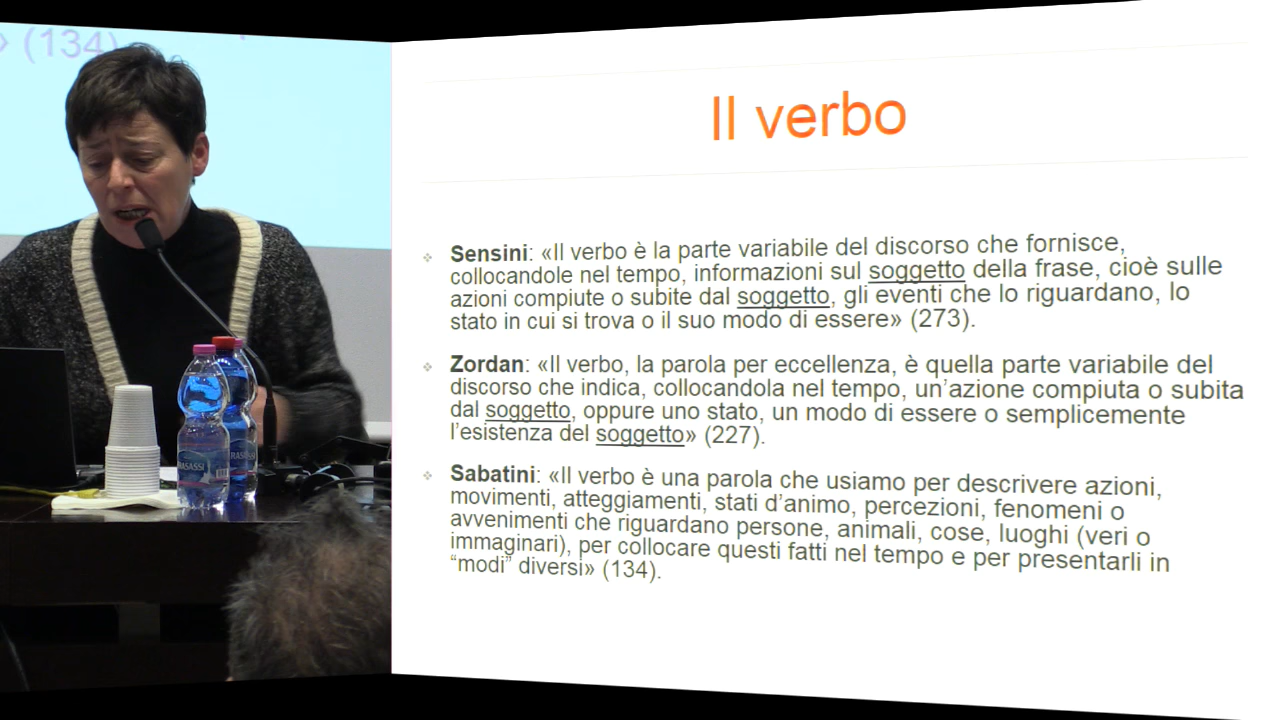 » (134)
Il verbo
Sensini: «Il verbo è la parte variabile del discorso che fornisce,
collocandole nel tempo, informazioni sul soggetto della frase, cioè sulle
azioni compiute o subite dal soggetto, gli eventi che lo riguardano, lo
stato in cui si trova o il suo modo di essere» (273).
Zordan: «Il verbo, la parola per eccellenza, è quella parte variabile del
discorso che indica, collocandola nel tempo, un’azione compiuta o subita
dal soggetto, oppure uno stato, un modo di essere o semplicemente
l’esistenza del soggetto» (227).
Sabatini: «Il verbo è una parola che usiamo per descrivere azioni,
movimenti, atteggiamenti, stati d’animo, percezioni, fenomeni o
avvenimenti che riguardano persone, animali, cose, luoghi (veri o
immaginari), per collocare questi fatti nel tempo e per presentarli in
“modi” diversi» (134).